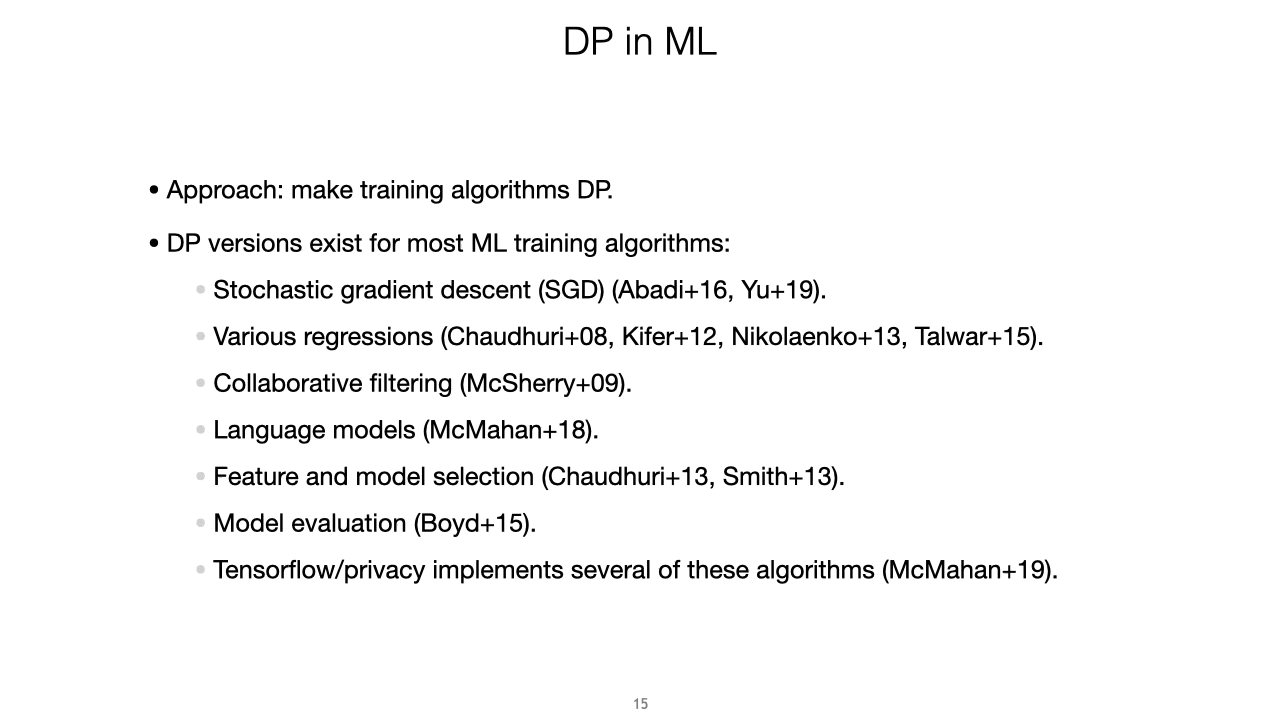 DP in ML
• Approach: make training algorithms DP.
• DP versions exist for most ML training algorithms:
• Stochastic gradient descent (SGD) (Abadi+16, Yu+19).
• Various regressions (Chaudhuri+08, Kifer+12, Nikolaenko+13, Talwar+15).
• Collaborative filtering (McSherry+09).
• Language models (McMahan+18).
• Feature and model selection (Chaudhuri+13, Smith+13).
• Model evaluation (Boyd+15).
• Tensorflow/privacy implements several of these algorithms (McMahan+19).
15